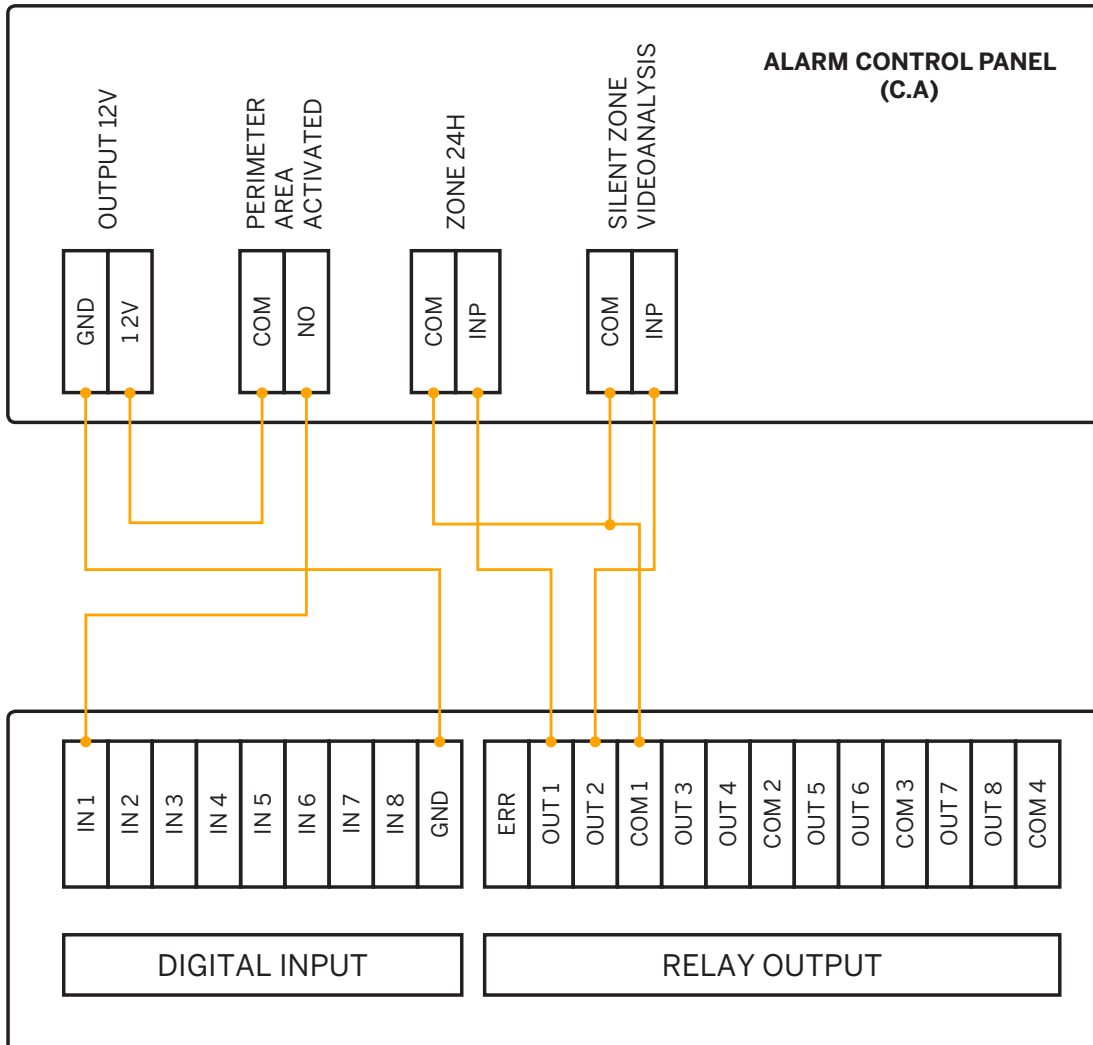 ALARM CONTROL PANEL
(C.A)
OUTPUT 12V
PERIMETER
AREA
ACTIVATED
ZONE 24H
SILENT ZONE
VIDEOANALYSIS
GND
1 2V
COM
NO
COM
INP
COM
INP
IN 1
IN 2
IN 3
IN 4
IN 5
IN 6
IN 7
IN 8
GND
ERR
OUT 1
OUT 2
COM 1
OUT 3
OUT 4
COM 2
OUT 5
OUT 6
COM 3
OUT 7
OUT 8
COM 4
DIGITAL INPUT
RELAY OUTPUT